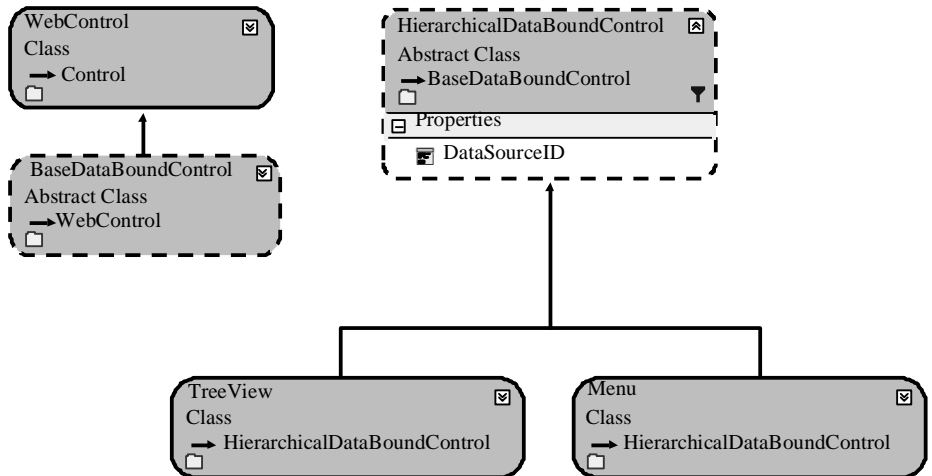 WebControl
Class
Control
BaseDataBoundControl
Abstract Class
WebControl
HierarchicalDataBoundControl
Abstract Class
BaseDataBoundControl
Properties
DataSourceID
TreeView
Class
HierarchicalDataBoundControl
Menu
Class
HierarchicalDataBoundControl